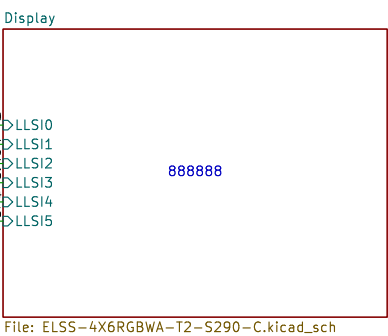 Display
LLSI0
LLSI1
LLSI2
888888
LLSI3
LLSI4
LLSI5
File: ELSS-4X6RGBWA-T2-S290-C.kicad_sch